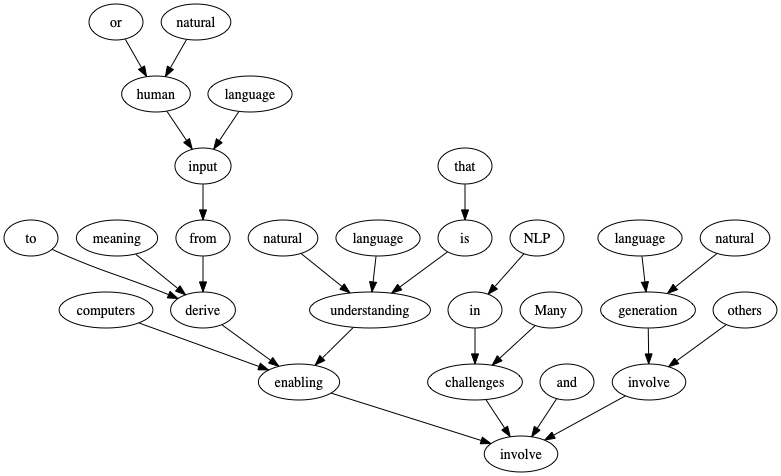 or natural
human language
input that
to meaning from natural language is NLP language natural
computers derive understanding in Many generation others
enabling challenges and involve
involve